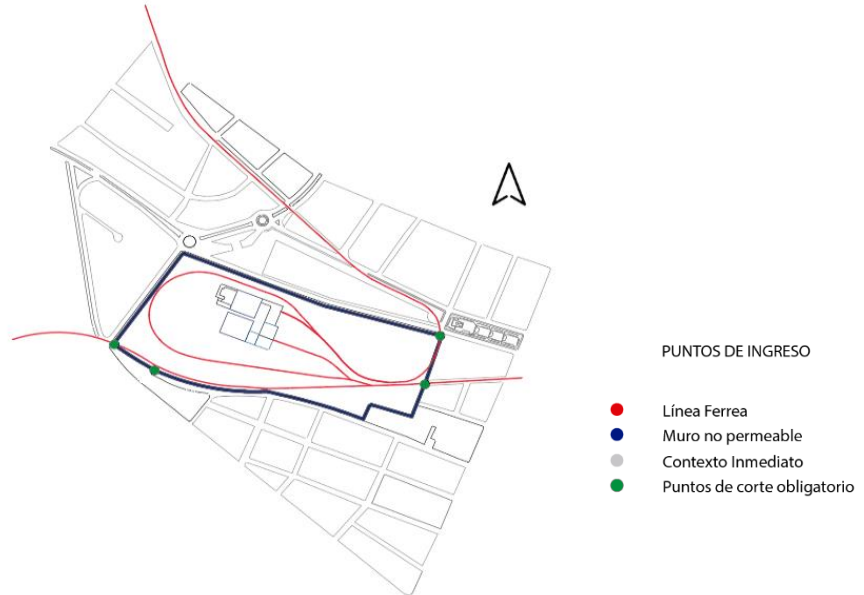 PUNTOS DE INGRESO
Línea Ferrea
Muro no permeable
Contexto Inmediato
Puntos de corte obligatorio